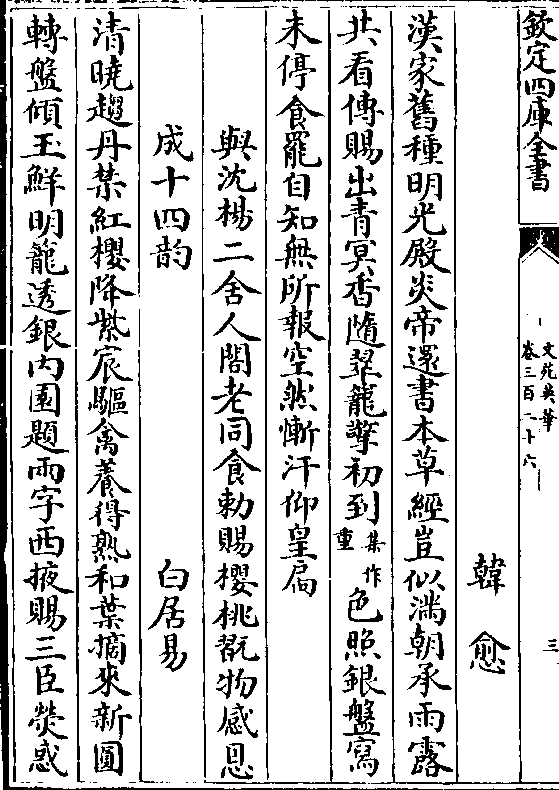 欽定四庫全書
文苑英華
卷三百二十六
三
韓愈
漢家舊種明光殿炎帝還書本草經豈似滿朝承雨露
共看傳賜出青冥香隨翠籠擎初到集作重色照銀盤寫
未停食罷自知無所報空然慚汗仰皇扃
與沈楊二舍人閤老同食勅賜櫻桃翫物感恩
成十四韵
白居易
清曉趨丹禁紅櫻降紫宸驅禽養得熟和葉摘來新圓
轉盤傾玉鮮明籠透銀内園題兩字西掖賜三臣熒惑